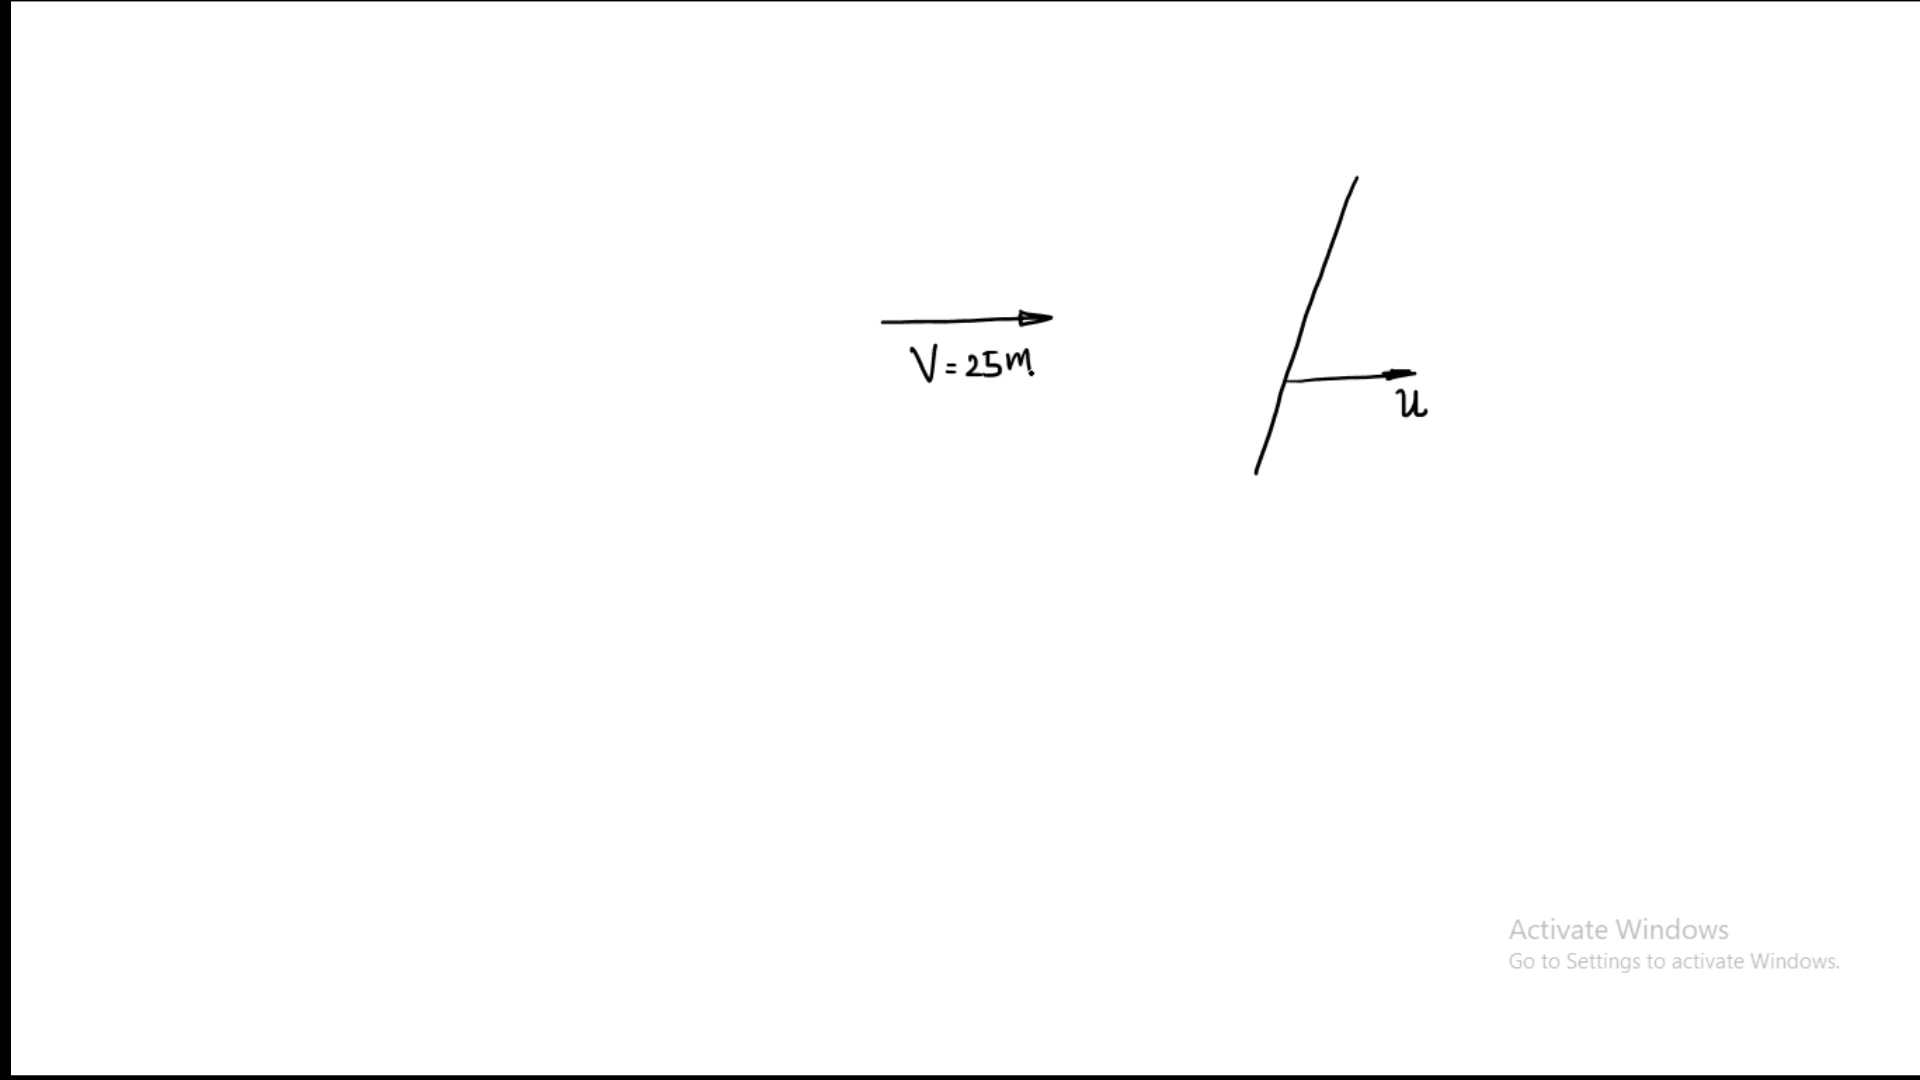 V = 25m
u
Activate Windows
Go to Settings to activate Windows.